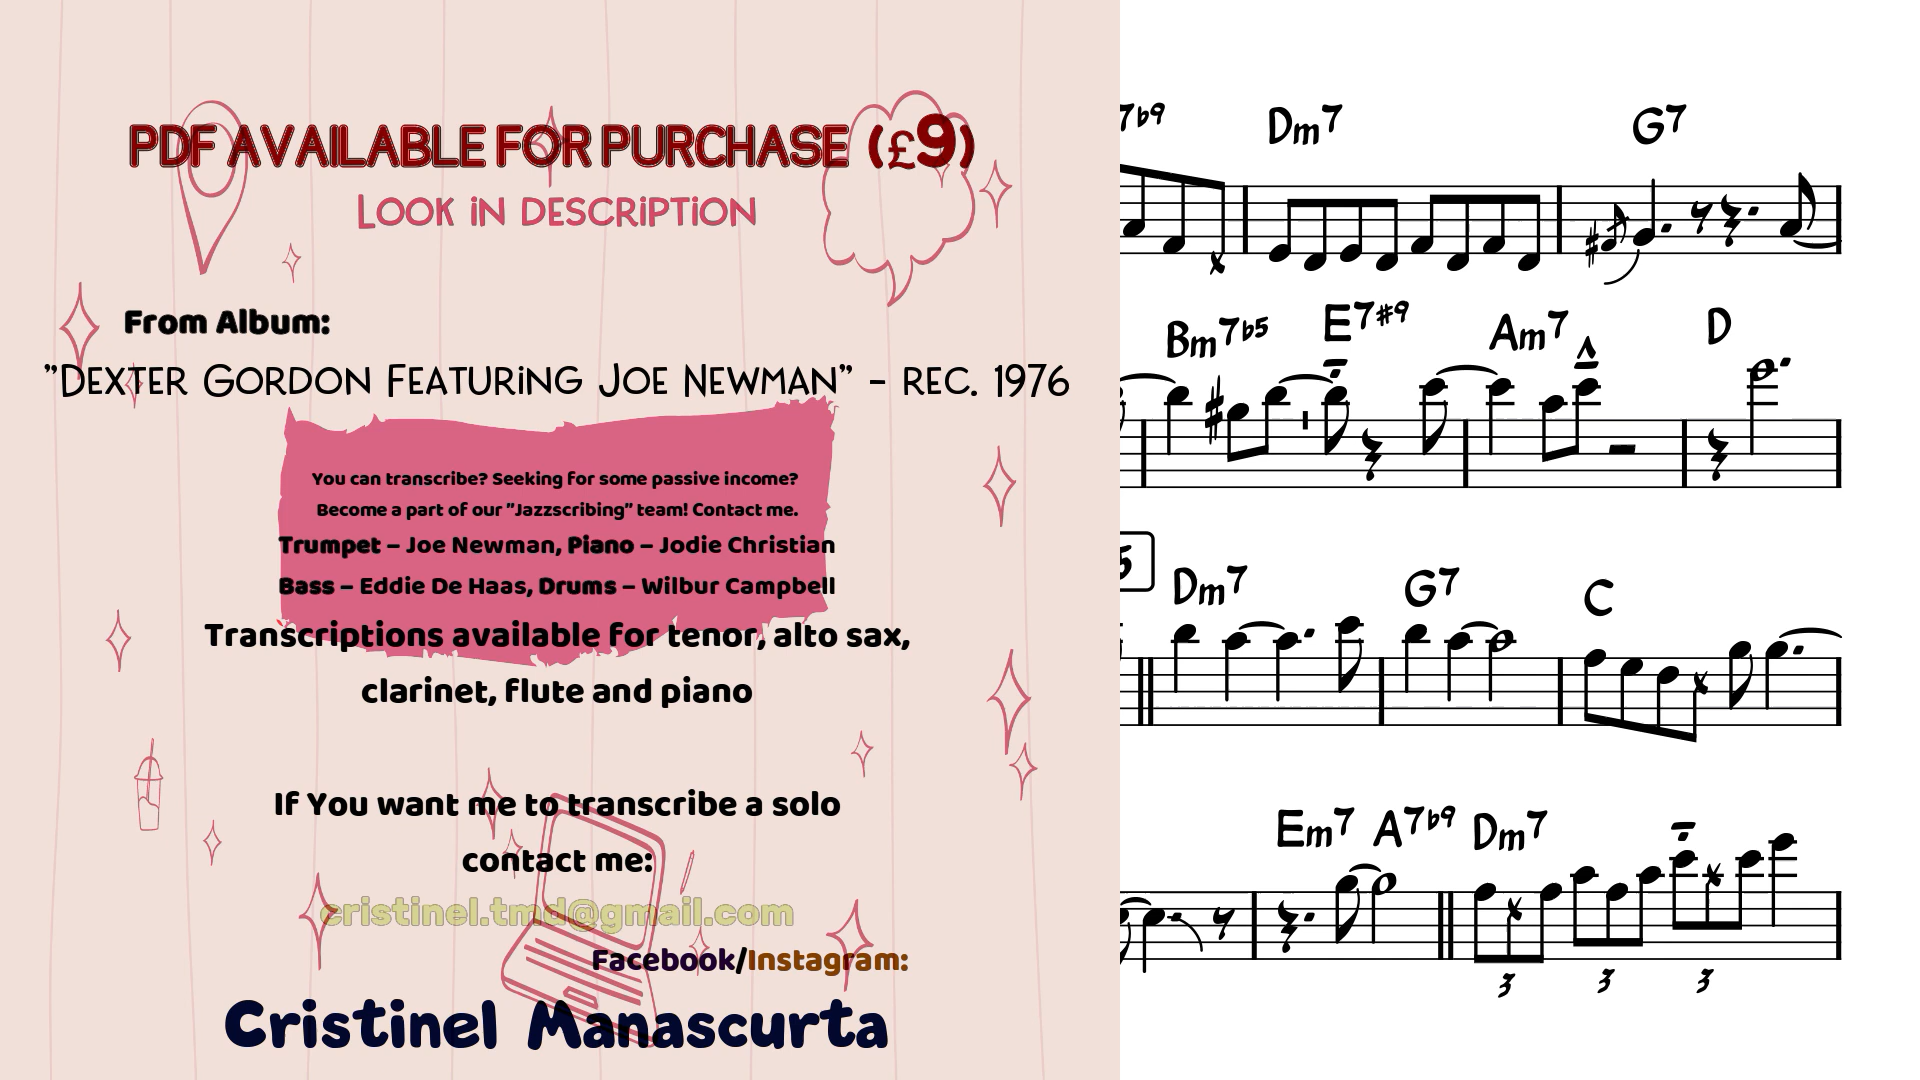 PDF AVAILABLE FOR PURCHASE (£9)
LOOK IN DESCRIPTION
From Album:
"DEXTER GORDON FEATURING JOE NEWMAN" - REC. 1976
You can transcribe? Seeking for some passive income?
Become a part of our "Jazzscribing" team! Contact me.
Trumpet – Joe Newman, Piano – Jodie Christian
Bass – Eddie De Haas, Drums – Wilbur Campbell
Transcriptions available for tenor, alto sax,
clarinet, flute and piano
If You want me to transcribe a solo
contact me:
cristinel.tmd@gmail.com
Facebook/Instagram:
Cristinel Manascurta
7b9 Dm7 G7
Bm7b5 E7#9 Am7 D
5 Dm7 G7 C
Em7 A7b9 Dm7
3 3 3